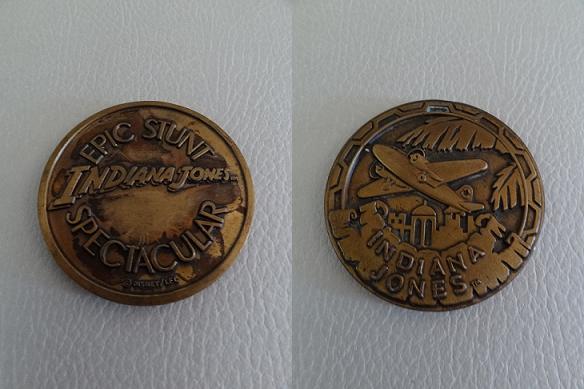 EPIC STUNT
INDIANA JONES
SPECTACULAR
© DISNEY/LFL
INDIANA
JONES